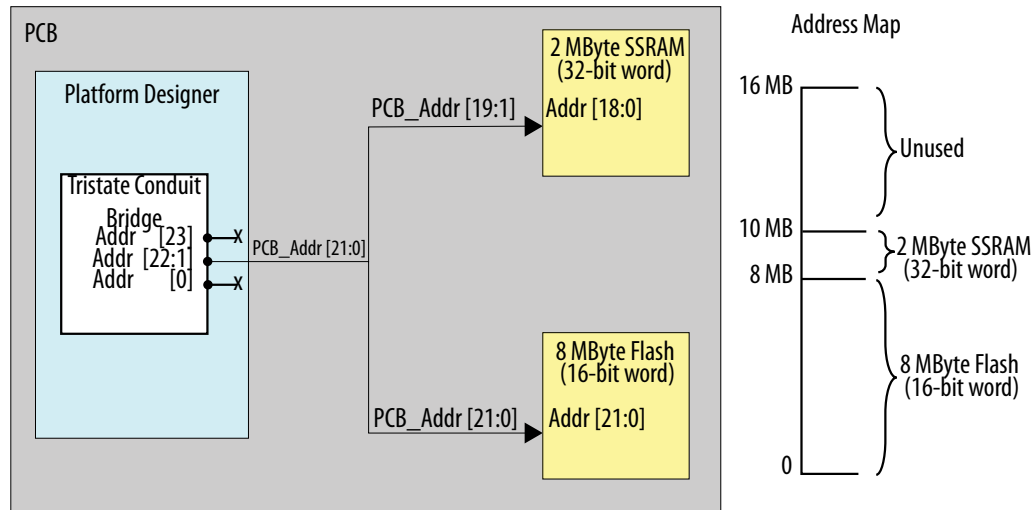 PCB
Platform Designer
Tristate Conduit
Bridge
Addr [23]
Addr [22:1]
Addr [0]
X
X
PCB_Addr [21:0]
PCB_Addr [19:1]
2 MByte SSRAM
(32-bit word)
Addr [18:0]
PCB_Addr [21:0]
8 MByte Flash
(16-bit word)
Addr [21:0]
Address Map
16 MB
Unused
10 MB
2 MByte SSRAM
(32-bit word)
8 MB
8 MByte Flash
(16-bit word)
0